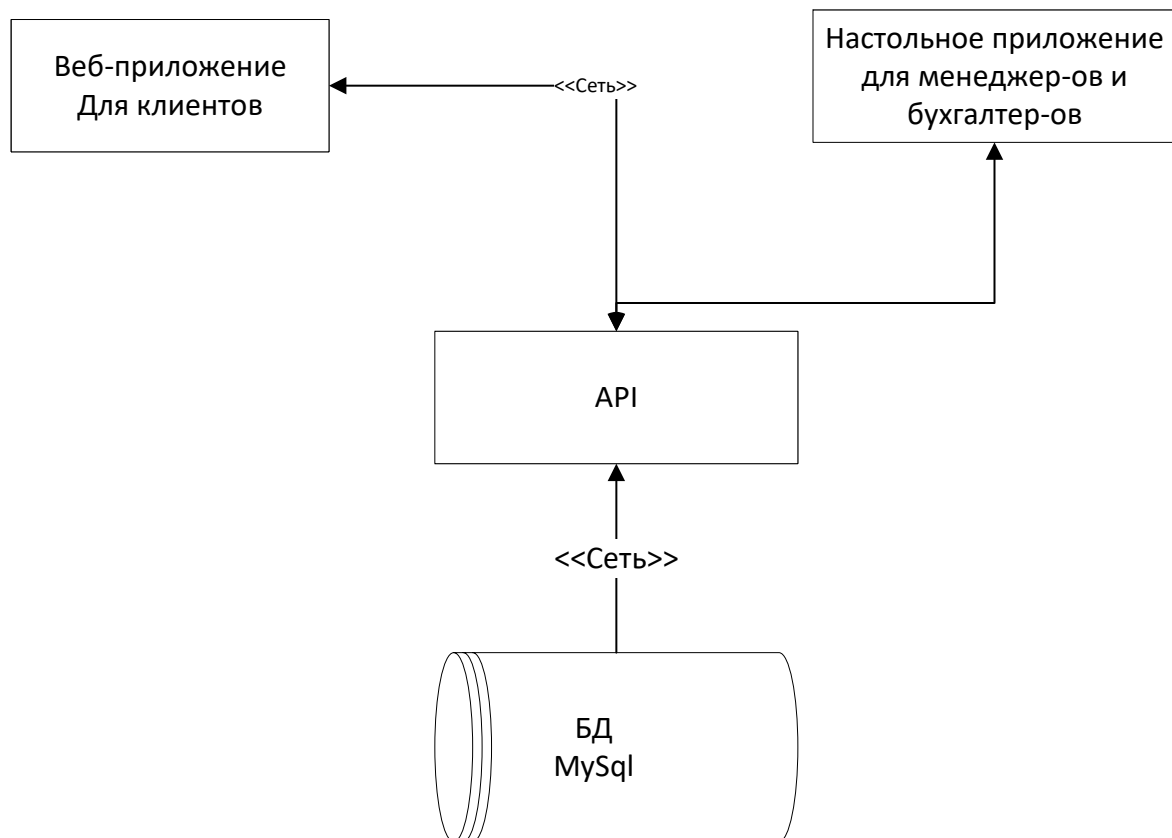 Веб-приложение
Для клиентов
<<Сеть>>
Настольное приложение
для менеджер-ов и
бухгалтер-ов
API
<<Сеть>>
БД
MySql